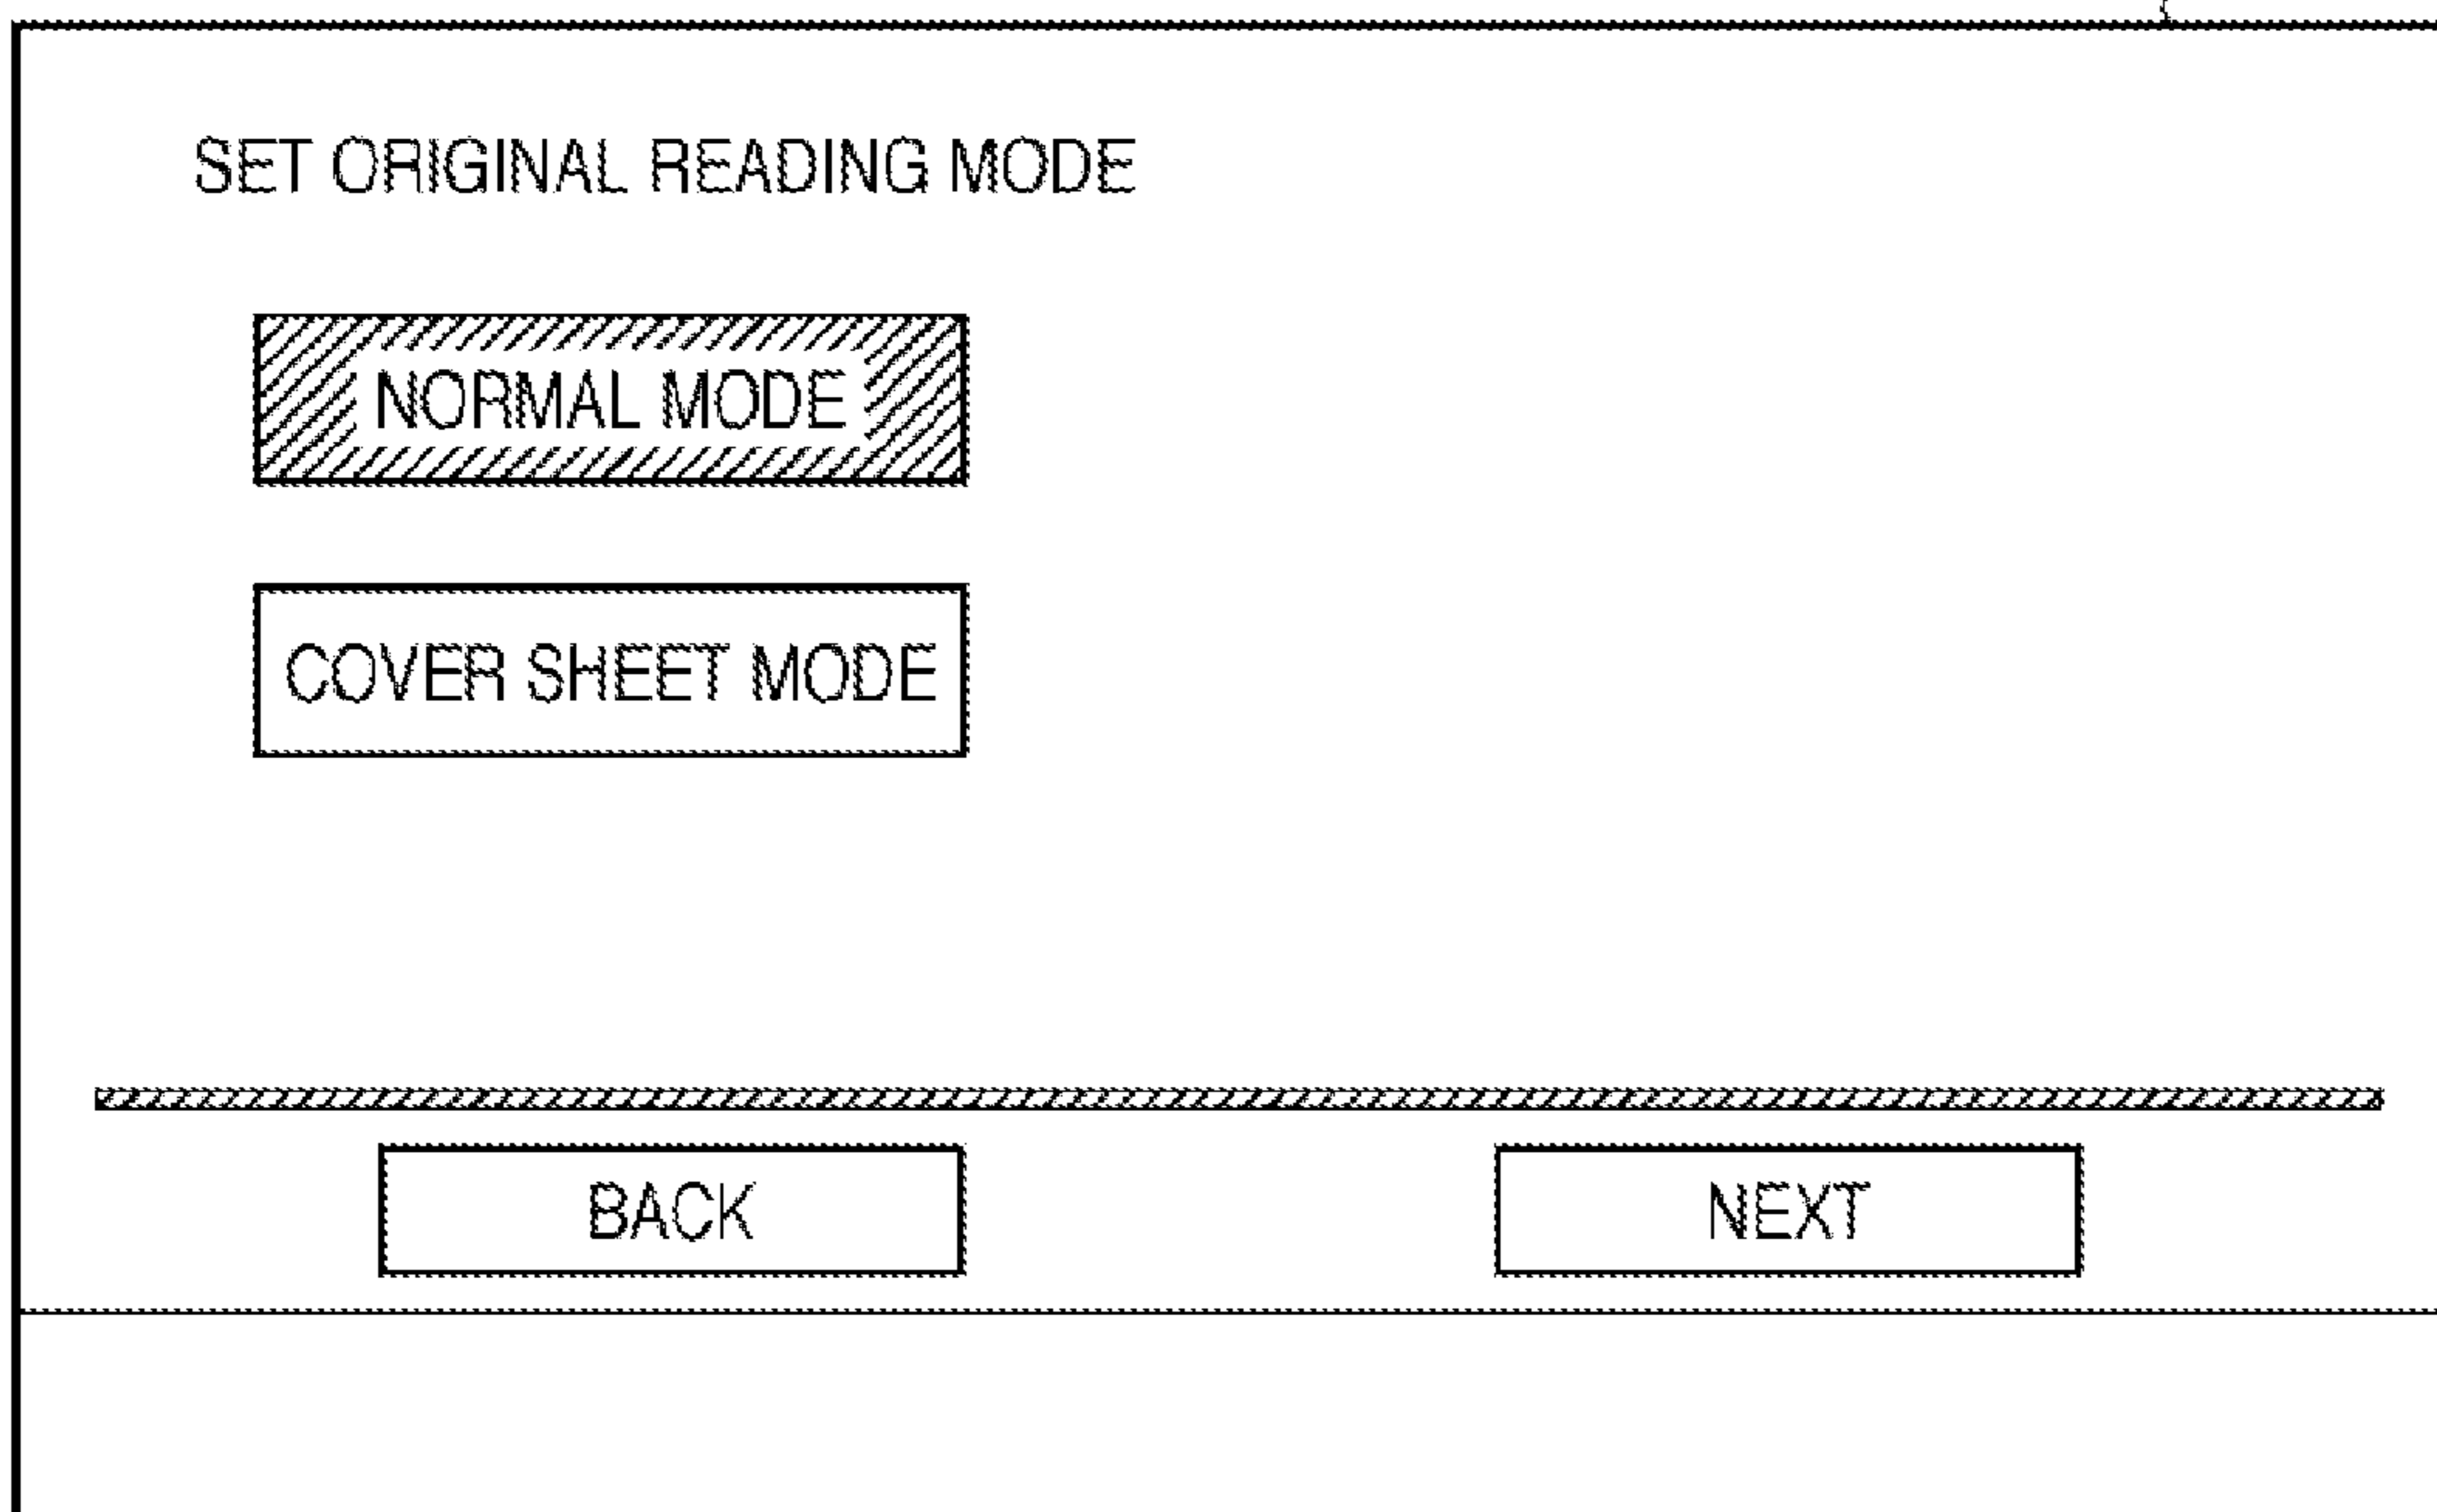 SET ORIGINAL READING MODE
NORMAL MODE
COVER SHEET MODE
BACK NEXT